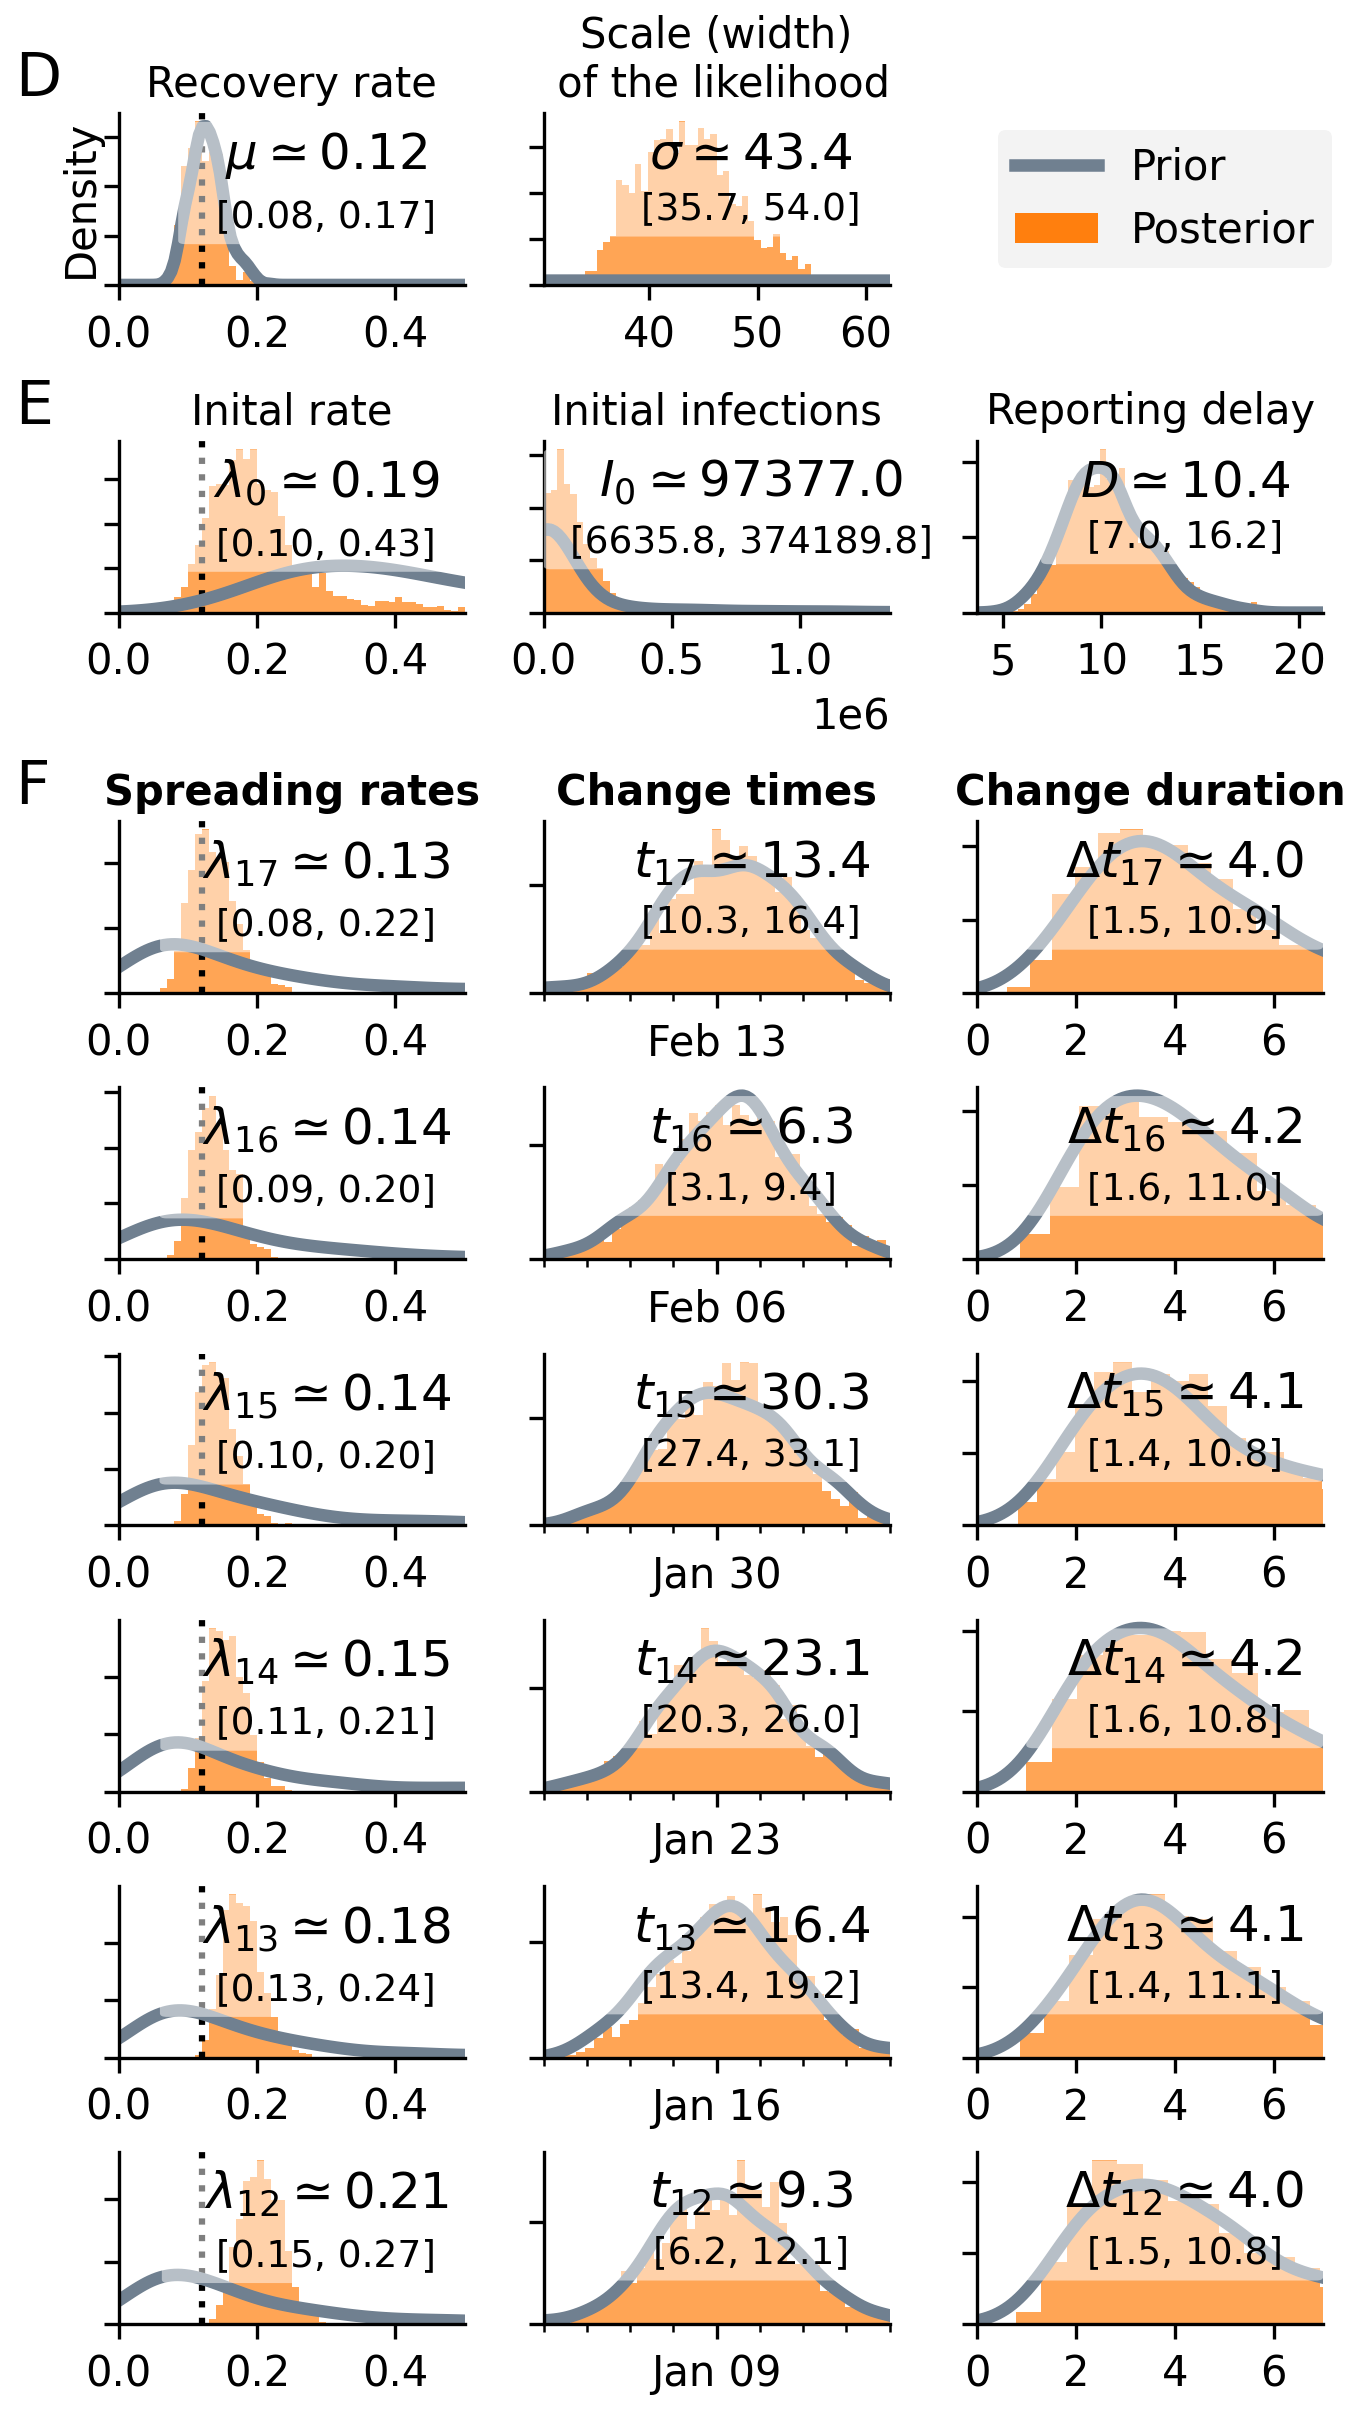 D
Recovery rate
Scale (width)
of the likelihood
Density
μ ≃ 0.12
[0.08, 0.17]
σ ≃ 43.4
[35.7, 54.0]
Prior
Posterior
0.0 0.2 0.4
40 50 60
E
Inital rate
Initial infections
Reporting delay
λ₀ ≃ 0.19
[0.10, 0.43]
I₀ ≃ 97377.0
[6635.8, 374189.8]
D ≃ 10.4
[7.0, 16.2]
0.0 0.2 0.4
0.0 0.5 1.0
1e6
5 10 15 20
F
Spreading rates
Change times
Change duration
λ₁₇ ≃ 0.13
[0.08, 0.22]
t₁₇ ≃ 13.4
[10.3, 16.4]
Δt₁₇ ≃ 4.0
[1.5, 10.9]
0.0 0.2 0.4
Feb 13
0 2 4 6
λ₁₆ ≃ 0.14
[0.09, 0.20]
t₁₆ ≃ 6.3
[3.1, 9.4]
Δt₁₆ ≃ 4.2
[1.6, 11.0]
0.0 0.2 0.4
Feb 06
0 2 4 6
λ₁₅ ≃ 0.14
[0.10, 0.20]
t₁₅ ≃ 30.3
[27.4, 33.1]
Δt₁₅ ≃ 4.1
[1.4, 10.8]
0.0 0.2 0.4
Jan 30
0 2 4 6
λ₁₄ ≃ 0.15
[0.11, 0.21]
t₁₄ ≃ 23.1
[20.3, 26.0]
Δt₁₄ ≃ 4.2
[1.6, 10.8]
0.0 0.2 0.4
Jan 23
0 2 4 6
λ₁₃ ≃ 0.18
[0.13, 0.24]
t₁₃ ≃ 16.4
[13.4, 19.2]
Δt₁₃ ≃ 4.1
[1.4, 11.1]
0.0 0.2 0.4
Jan 16
0 2 4 6
λ₁₂ ≃ 0.21
[0.15, 0.27]
t₁₂ ≃ 9.3
[6.2, 12.1]
Δt₁₂ ≃ 4.0
[1.5, 10.8]
0.0 0.2 0.4
Jan 09
0 2 4 6